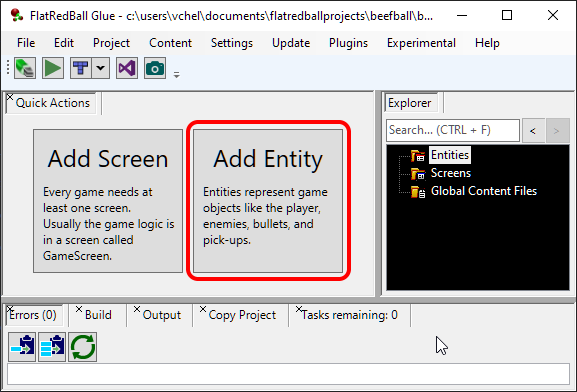 FlatRedBall Glue - c:\users\vchel\documents\flatredballprojects\beefball\b...
File Edit Project Content Settings Update Plugins Experimental Help
Quick Actions
Add Screen
Every game needs at
least one screen.
Usually the game logic is
in a screen called
GameScreen.
Add Entity
Entities represent game
objects like the player,
enemies, bullets, and
pick-ups.
Explorer
Search... (CTRL + F)
< >
Entities
Screens
Global Content Files
Errors (0) Build Output Copy Project Tasks remaining: 0